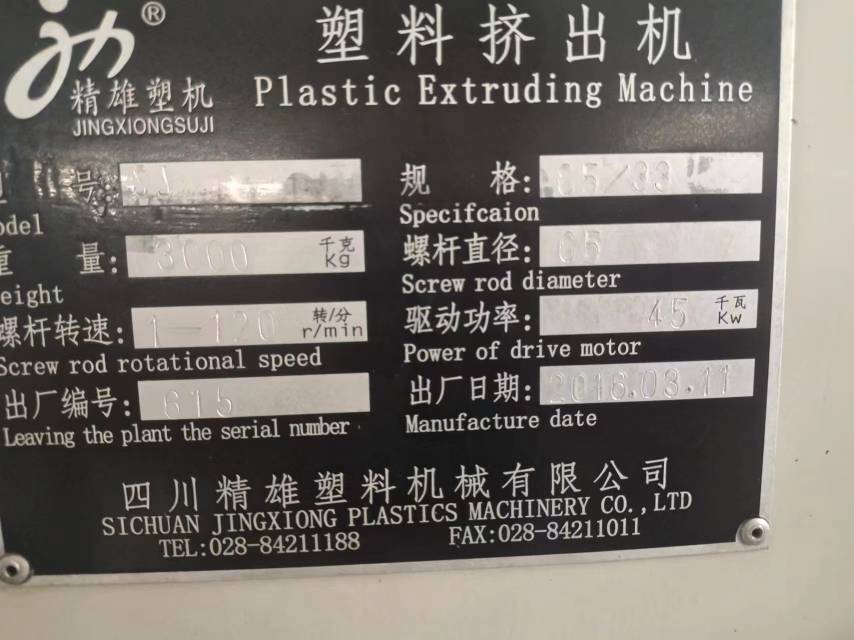 ®
塑料挤出机
精雄塑机
JINGXIONGSUJI
Plastic Extruding Machine
号: SJ
规 格: 65/33
odel
Specifcaion
重 量: 3000 千克 Kg
螺杆直径: 65
eight
Screw rod diameter
螺杆转速: 1-120 转/分 r/min
驱动功率: 45 千瓦 Kw
Screw rod rotational speed
Power of drive motor
出厂编号: 615
出厂日期: 2016.03.11
Leaving the plant the serial number
Manufacture date
四川精雄塑料机械有限公司
SICHUAN JINGXIONG PLASTICS MACHINERY CO.,LTD
TEL:028-84211188 FAX:028-84211011